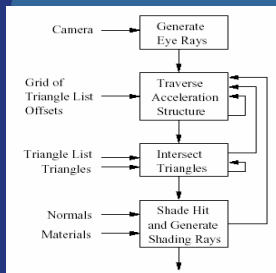 Camera
Generate
Eye Rays
Grid of
Triangle List
Offsets
Traverse
Acceleration
Structure
Triangle List
Triangles
Intersect
Triangles
Normals
Materials
Shade Hit
and Generate
Shading Rays